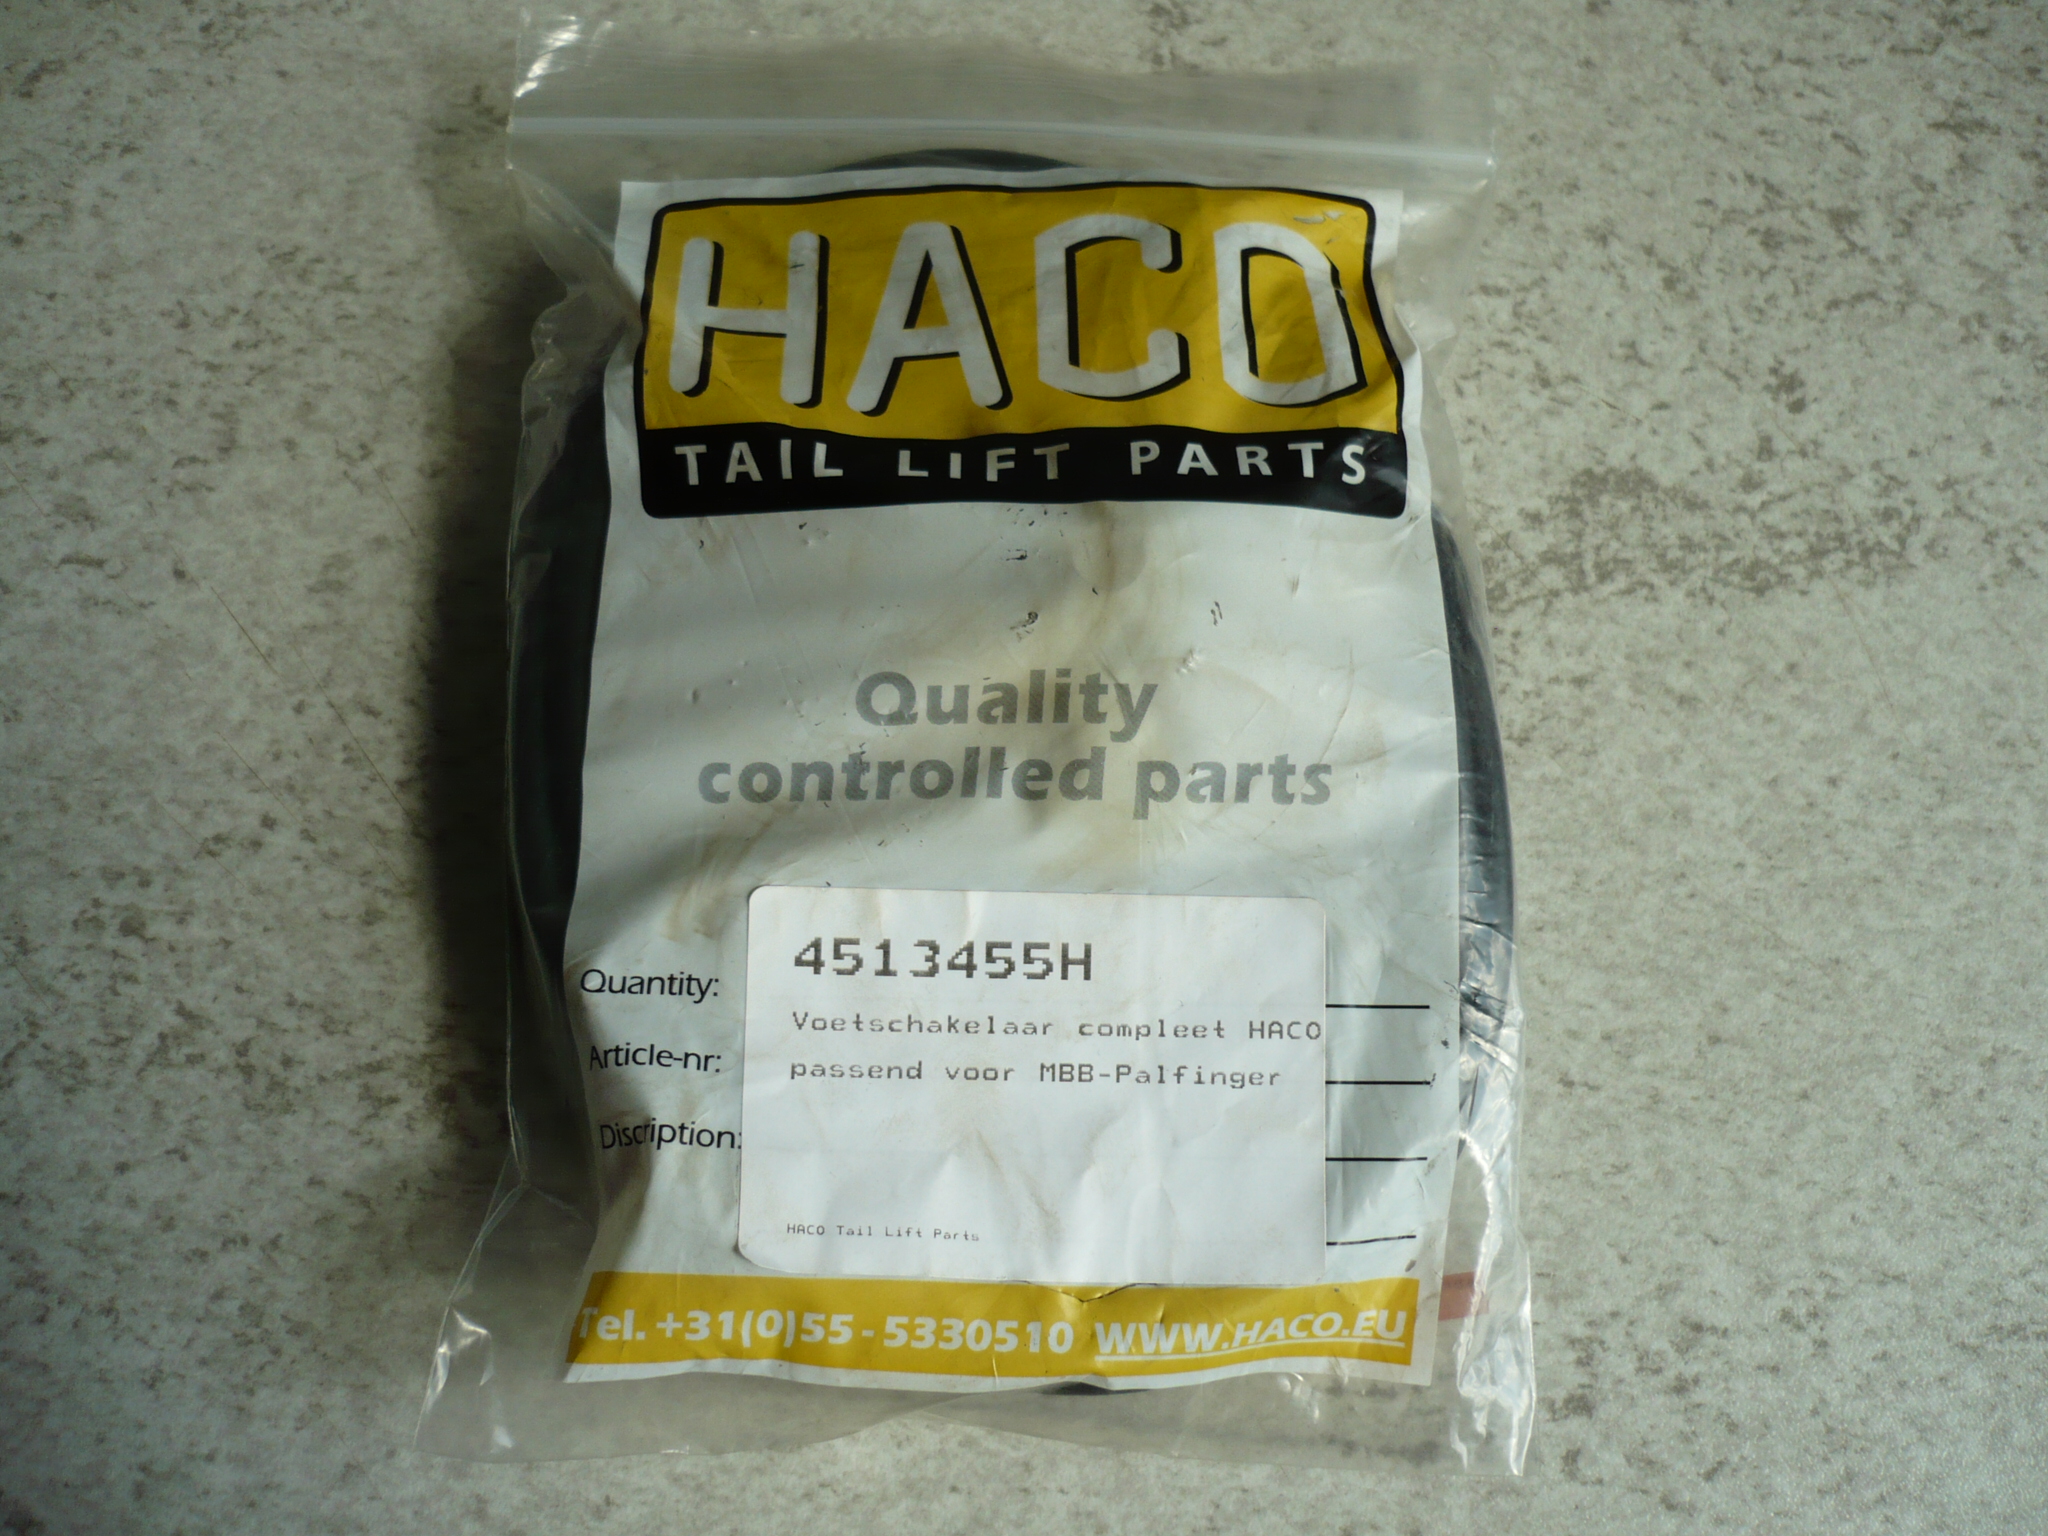 HACO
TAIL LIFT PARTS
Quality
controlled parts
4513455H
Quantity:
Voetschakelaar compleet HACO
Article-nr:
passend voor MBB-Palfinger
Discription:
HACO Tail Lift Parts
Tel. +31(0)55 - 5330510 WWW.HACO.EU